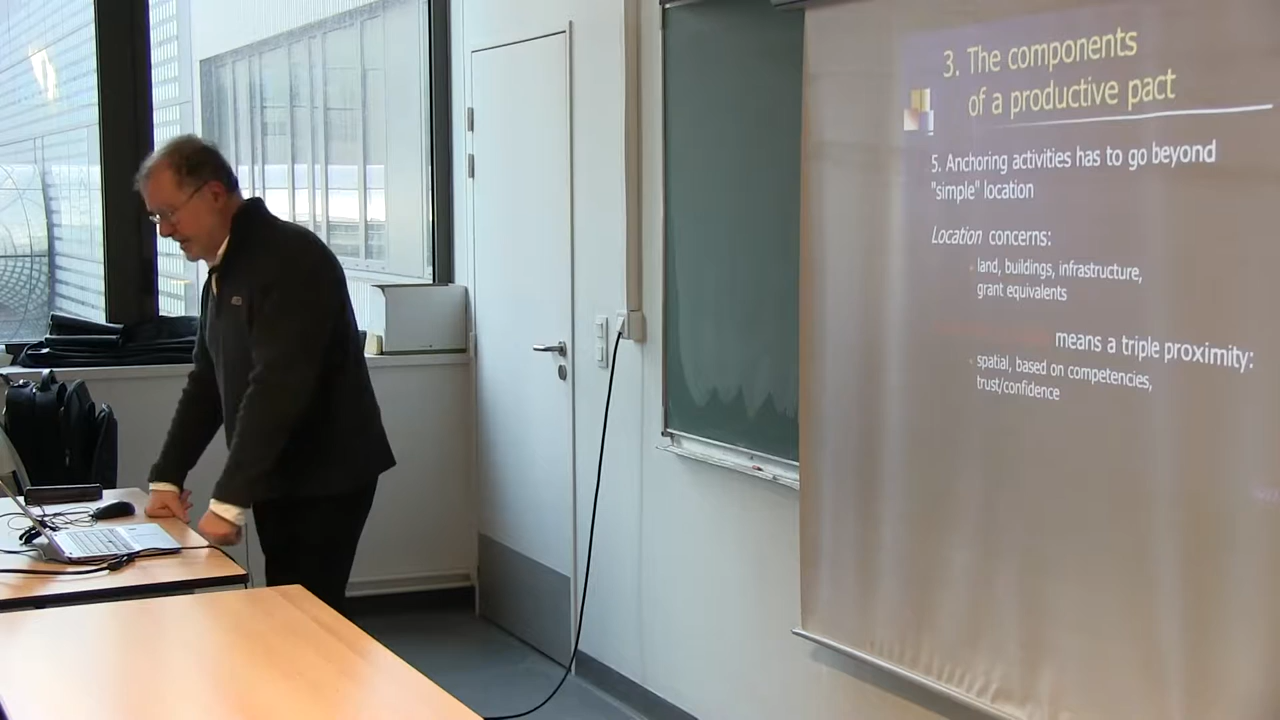 3. The components
of a productive pact
5. Anchoring activities has to go beyond
"simple" location
Location concerns:
land, buildings, infrastructure,
grant equivalents
means a triple proximity:
spatial, based on competencies,
trust/confidence